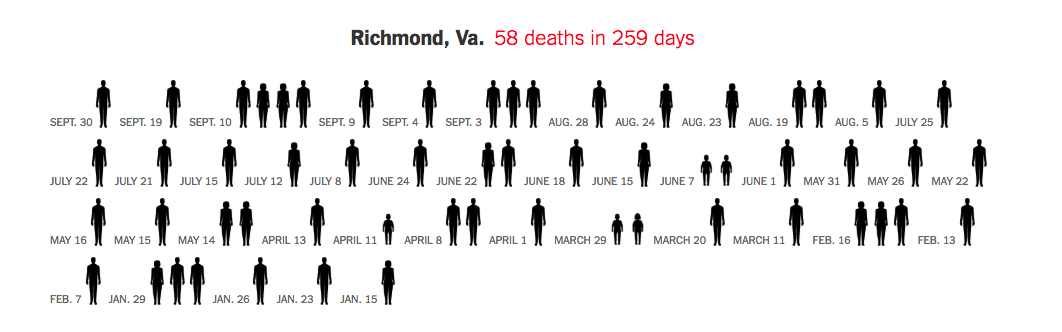 Richmond, Va. 58 deaths in 259 days
SEPT. 30 SEPT. 19 SEPT. 10 SEPT. 9 SEPT. 4 SEPT. 3 AUG. 28 AUG. 24 AUG. 23 AUG. 19 AUG. 5 JULY 25
JULY 22 JULY 21 JULY 15 JULY 12 JULY 8 JUNE 24 JUNE 22 JUNE 18 JUNE 15 JUNE 7 JUNE 1 MAY 31 MAY 26 MAY 22
MAY 16 MAY 15 MAY 14 APRIL 13 APRIL 11 APRIL 8 APRIL 1 MARCH 29 MARCH 20 MARCH 11 FEB. 16 FEB. 13
FEB. 7 JAN. 29 JAN. 26 JAN. 23 JAN. 15